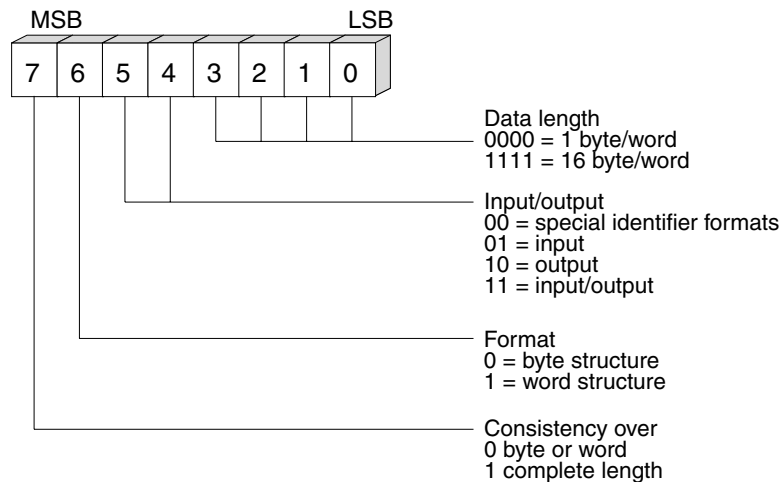 MSB LSB
7 6 5 4 3 2 1 0
Data length
0000 = 1 byte/word
1111 = 16 byte/word
Input/output
00 = special identifier formats
01 = input
10 = output
11 = input/output
Format
0 = byte structure
1 = word structure
Consistency over
0 byte or word
1 complete length